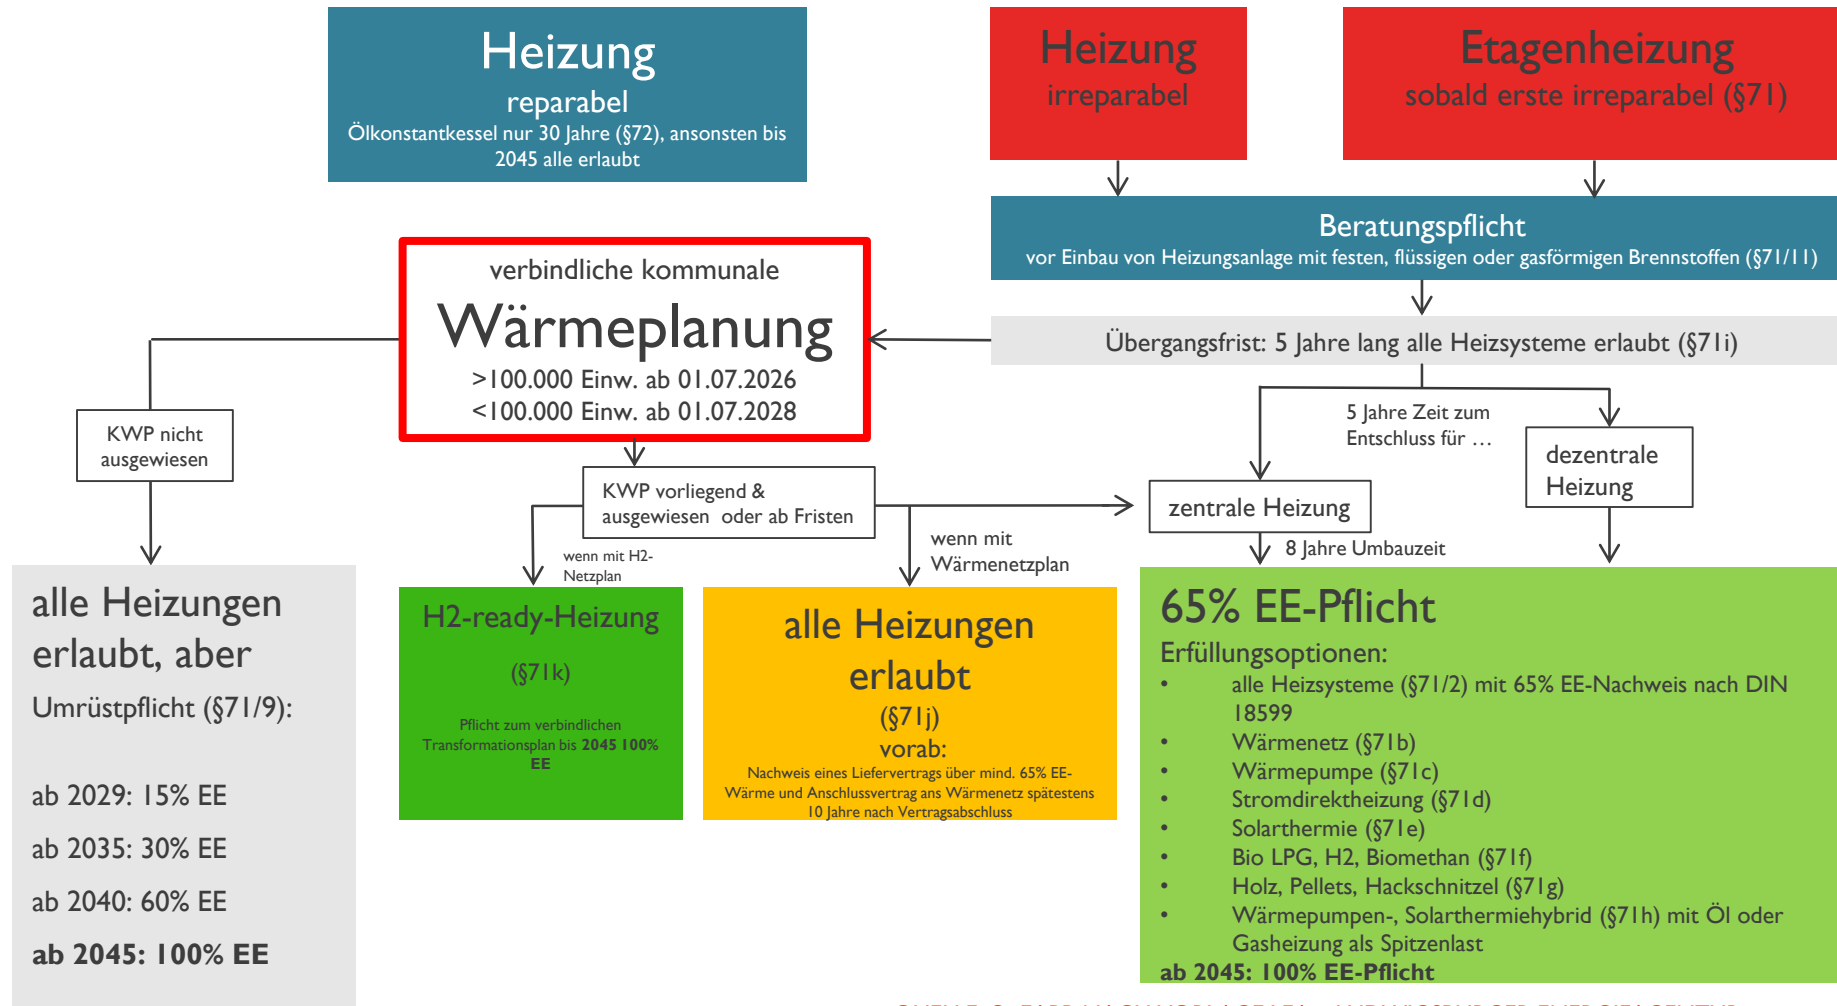 Heizung
reparabel
Ölkonstantkessel nur 30 Jahre (§72), ansonsten bis
2045 alle erlaubt
Heizung
irreparabel
Etagenheizung
sobald erste irreparabel (§71)
Beratungspflicht
vor Einbau von Heizungsanlage mit festen, flüssigen oder gasförmigen Brennstoffen (§71/11)
verbindliche kommunale
Wärmeplanung
>100.000 Einw. ab 01.07.2026
<100.000 Einw. ab 01.07.2028
Übergangsfrist: 5 Jahre lang alle Heizsysteme erlaubt (§71i)
5 Jahre Zeit zum
Entschluss für …
KWP nicht
ausgewiesen
dezentrale
Heizung
KWP vorliegend &
ausgewiesen oder ab Fristen
zentrale Heizung
wenn mit H2-
Netzplan
wenn mit
Wärmenetzplan
8 Jahre Umbauzeit
alle Heizungen
erlaubt, aber
Umrüstpflicht (§71/9):
ab 2029: 15% EE
ab 2035: 30% EE
ab 2040: 60% EE
ab 2045: 100% EE
H2-ready-Heizung
(§71k)
Pflicht zum verbindlichen
Transformationsplan bis 2045 100%
EE
alle Heizungen
erlaubt
(§71j)
vorab:
Nachweis eines Liefervertrags über mind. 65% EE-
Wärme und Anschlussvertrag ans Wärmenetz spätestens
10 Jahre nach Vertragsabschluss
65% EE-Pflicht
Erfüllungsoptionen:
• alle Heizsysteme (§71/2) mit 65% EE-Nachweis nach DIN
18599
• Wärmenetz (§71b)
• Wärmepumpe (§71c)
• Stromdirektheizung (§71d)
• Solarthermie (§71e)
• Bio LPG, H2, Biomethan (§71f)
• Holz, Pellets, Hackschnitzel (§71g)
• Wärmepumpen-, Solarthermiehybrid (§71h) mit Öl oder
Gasheizung als Spitzenlast
ab 2045: 100% EE-Pflicht